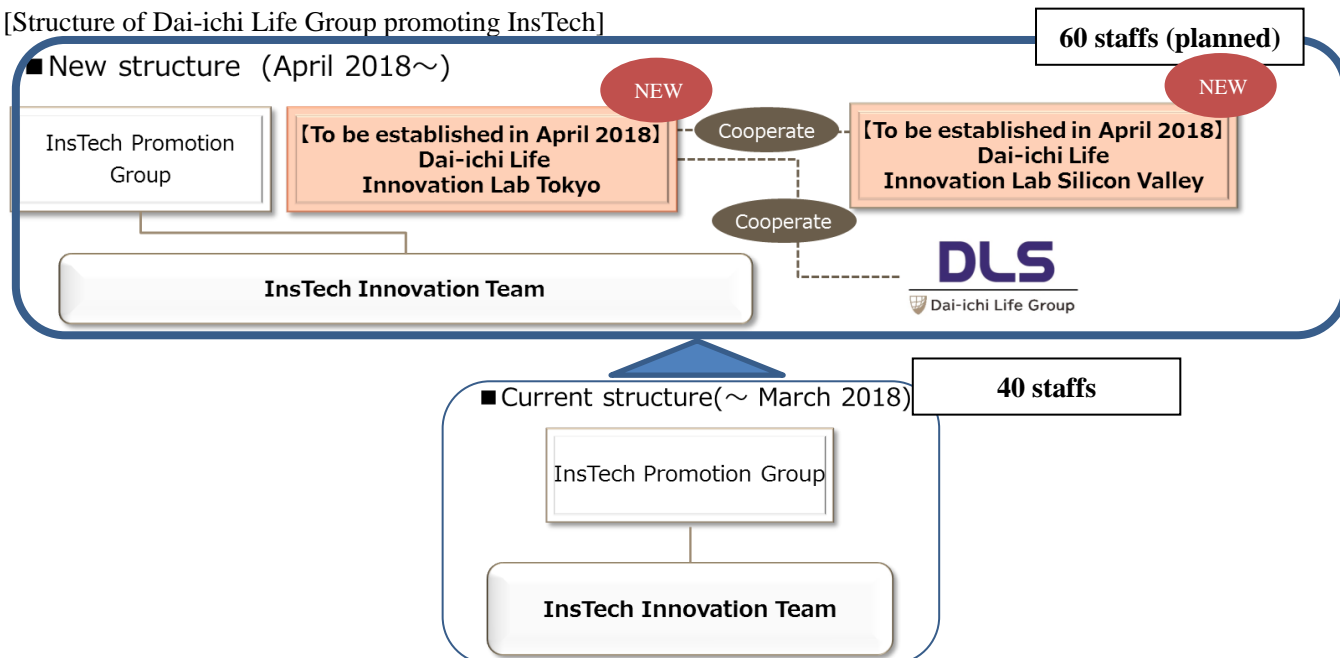 [Structure of Dai-ichi Life Group promoting InsTech]
60 staffs (planned)
■New structure (April 2018～)
NEW
NEW
InsTech Promotion
Group
【To be established in April 2018】
Dai-ichi Life
Innovation Lab Tokyo
Cooperate
【To be established in April 2018】
Dai-ichi Life
Innovation Lab Silicon Valley
Cooperate
InsTech Innovation Team
DLS
Dai-ichi Life Group
■Current structure(～ March 2018)
40 staffs
InsTech Promotion Group
InsTech Innovation Team